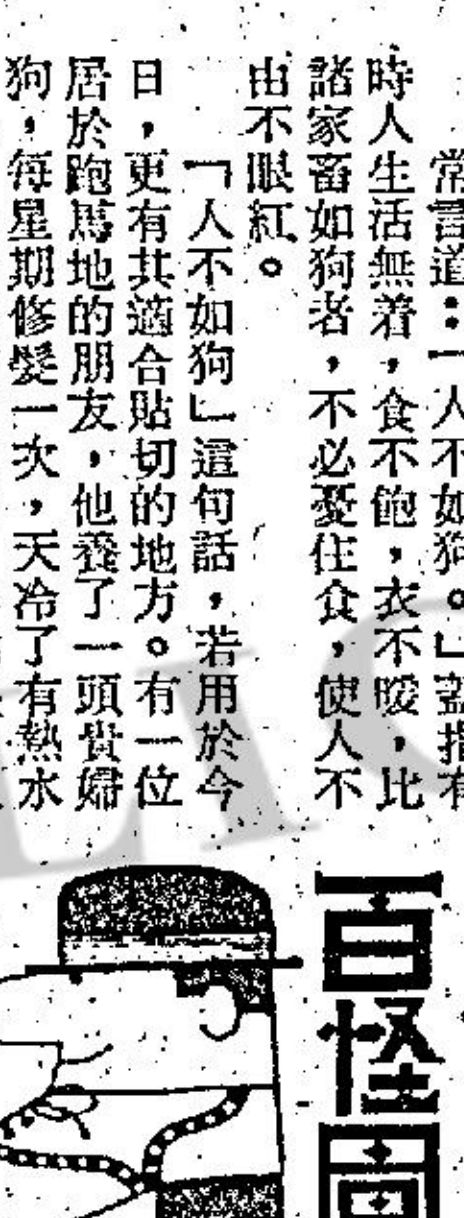 常言道：「人不如狗。」蓋指有
時人生活無着，食不飽，衣不暖，比
諸家畜如狗者，不必憂住食，使人不
由不眼紅。
「人不如狗」這句話，若用於今
日，更有其適合貼切的地方。有一位
居於跑馬地的朋友，他養了一頭貴婦
狗，每星期修髮一次，天冷了有熱水
百怪圖